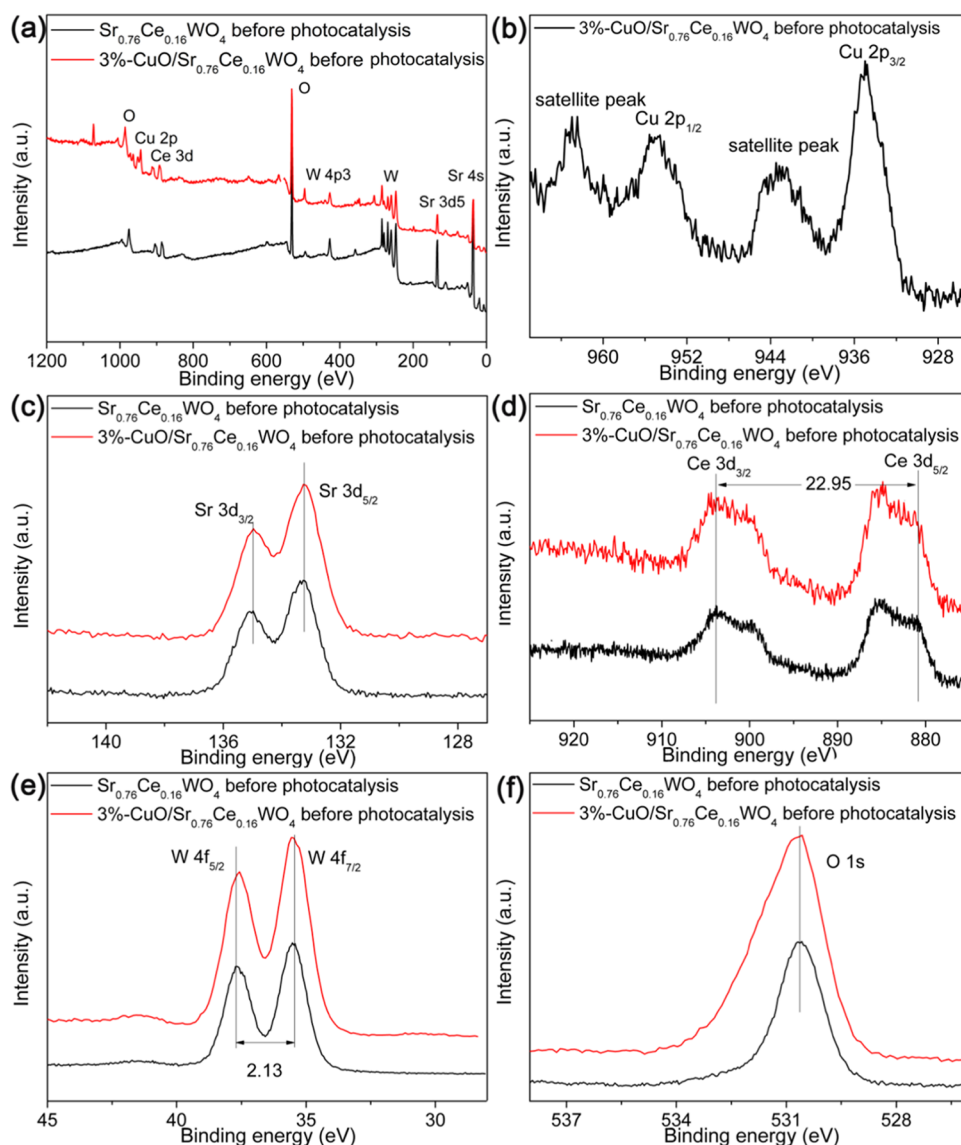 (a)
Sr0.76Ce0.16WO4 before photocatalysis
3%-CuO/Sr0.76Ce0.16WO4 before photocatalysis
O
O
Cu 2p
Ce 3d
W 4p3
W
Sr 4s
Sr 3d5
Intensity (a.u.)
1200 1000 800 600 400 200 0
Binding energy (eV)
(b)
3%-CuO/Sr0.76Ce0.16WO4 before photocatalysis
Cu 2p3/2
satellite peak
Cu 2p1/2
satellite peak
Intensity (a.u.)
960 952 944 936 928
Binding energy (eV)
(c)
Sr0.76Ce0.16WO4 before photocatalysis
3%-CuO/Sr0.76Ce0.16WO4 before photocatalysis
Sr 3d3/2
Sr 3d5/2
Intensity (a.u.)
140 136 132 128
Binding energy (eV)
(d)
Sr0.76Ce0.16WO4 before photocatalysis
3%-CuO/Sr0.76Ce0.16WO4 before photocatalysis
Ce 3d3/2
Ce 3d5/2
22.95
Intensity (a.u.)
920 910 900 890 880
Binding energy (eV)
(e)
Sr0.76Ce0.16WO4 before photocatalysis
3%-CuO/Sr0.76Ce0.16WO4 before photocatalysis
W 4f5/2
W 4f7/2
2.13
Intensity (a.u.)
45 40 35 30
Binding energy (eV)
(f)
Sr0.76Ce0.16WO4 before photocatalysis
3%-CuO/Sr0.76Ce0.16WO4 before photocatalysis
O 1s
Intensity (a.u.)
537 534 531 528
Binding energy (eV)